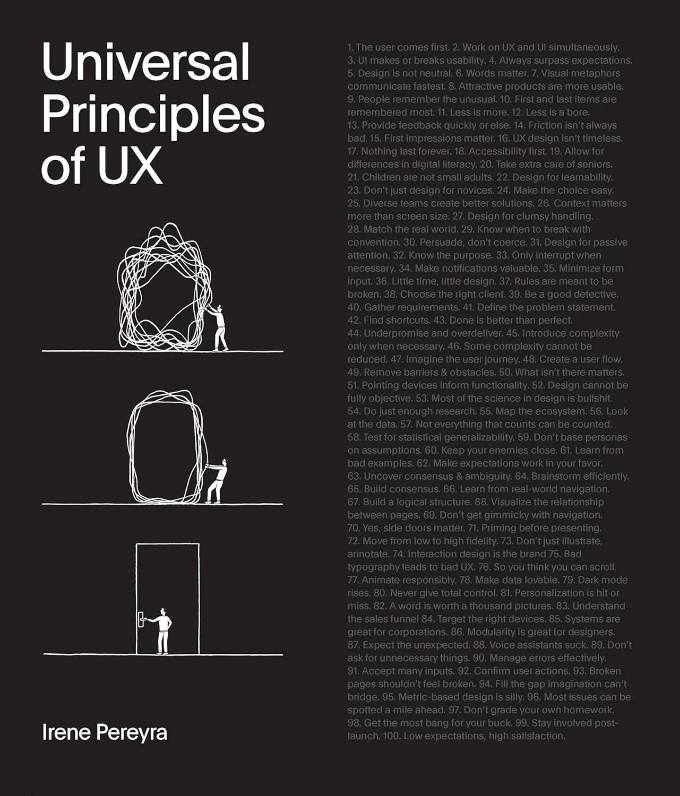 Universal
Principles
of UX
Irene Pereyra
1. The user comes first. 2. Work on UX and UI simultaneously.
3. UI makes or breaks usability. 4. Always surpass expectations.
5. Design is not neutral. 6. Words matter. 7. Visual metaphors
communicate fastest. 8. Attractive products are more usable.
9. People remember the unusual. 10. First and last items are
remembered most. 11. Less is more. 12. Less is a bore.
13. Provide feedback quickly or else. 14. Friction isn't always
bad. 15. First impressions matter. 16. UX design isn't timeless.
17. Nothing last forever. 18. Accessibility first. 19. Allow for
differences in digital literacy. 20. Take extra care of seniors.
21. Children are not small adults. 22. Design for learnability.
23. Don't just design for novices. 24. Make the choice easy.
25. Diverse teams create better solutions. 26. Context matters
more than screen size. 27. Design for clumsy handling.
28. Match the real world. 29. Know when to break with
convention. 30. Persuade, don't coerce. 31. Design for passive
attention. 32. Know the purpose. 33. Only interrupt when
necessary. 34. Make notifications valuable. 35. Minimize form
input. 36. Little time, little design. 37. Rules are meant to be
broken. 38. Choose the right client. 39. Be a good detective.
40. Gather requirements. 41. Define the problem statement.
42. Find shortcuts. 43. Done is better than perfect.
44. Underpromise and overdeliver. 45. Introduce complexity
only when necessary. 46. Some complexity cannot be
reduced. 47. Imagine the user journey. 48. Create a user flow.
49. Remove barriers & obstacles. 50. What isn't there matters.
51. Pointing devices inform functionality. 52. Design cannot be
fully objective. 53. Most of the science in design is bullshit.
54. Do just enough research. 55. Map the ecosystem. 56. Look
at the data. 57. Not everything that counts can be counted.
58. Test for statistical generalizability. 59. Don't base personas
on assumptions. 60. Keep your enemies close. 61. Learn from
bad examples. 62. Make expectations work in your favor.
63. Uncover consensus & ambiguity. 64. Brainstorm efficiently.
65. Build consensus. 66. Learn from real-world navigation.
67. Build a logical structure. 68. Visualize the relationship
between pages. 69. Don't get gimmicky with navigation.
70. Yes, side doors matter. 71. Priming before presenting.
72. Move from low to high fidelity. 73. Don't just illustrate,
annotate. 74. Interaction design is the brand 75. Bad
typography leads to bad UX. 76. So you think you can scroll.
77. Animate responsibly. 78. Make data lovable. 79. Dark mode
rises. 80. Never give total control. 81. Personalization is hit or
miss. 82. A word is worth a thousand pictures. 83. Understand
the sales funnel 84. Target the right devices. 85. Systems are
great for corporations. 86. Modularity is great for designers.
87. Expect the unexpected. 88. Voice assistants suck. 89. Don't
ask for unnecessary things. 90. Manage errors effectively.
91. Accept many inputs. 92. Confirm user actions. 93. Broken
pages shouldn't feel broken. 94. Fill the gap imagination can't
bridge. 95. Metric-based design is silly. 96. Most issues can be
spotted a mile ahead. 97. Don't grade your own homework.
98. Get the most bang for your buck. 99. Stay involved post-
launch. 100. Low expectations, high satisfaction.